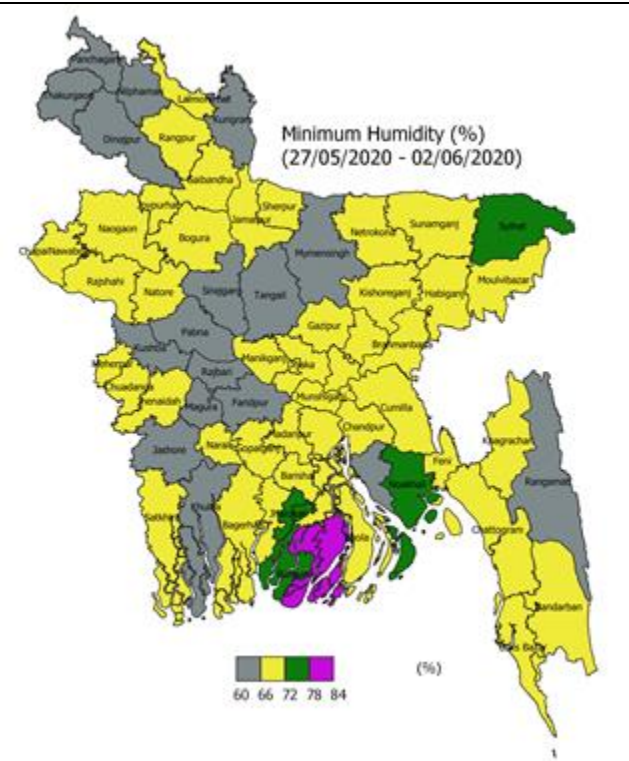 Panchagarh
Thakurgaon
Nilphamari
Lalmonirhat
Dinajpur
Rangpur
Kurigram
Minimum Humidity (%)
(27/05/2020 - 02/06/2020)
Gaibandha
Joypurhat
Sherpur
Jamalpur
Naogaon
Bogura
Mymensingh
Netrokona
Sunamganj
Sylhet
ChapaiNawabganj
Rajshahi
Natore
Sirajganj
Tangail
Kishoreganj
Habiganj
Moulvibazar
Gazipur
Pabna
Kushtia
Manikganj
Dhaka
Brahmanbaria
Meherpur
Chuadanga
Jhenaidah
Rajbari
Magura
Faridpur
Munshiganj
Cumilla
Chandpur
Khagrachari
Jashore
Narail
Gopalganj
Madaripur
Feni
Rangamati
Satkhira
Khulna
Bagerhat
Barishal
Noakhali
Bhola
Chattogram
Bandarban
Cox's Bazar
60 66 72 78 84
(%)